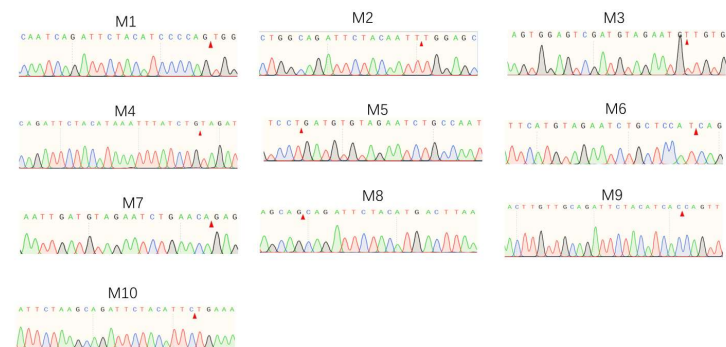 M1
CAATCAGATTCTACATCCCCAGTGG
M2
CTGGCAGATTCTACAATTTGGAGC
M3
AGTGGAGTCGATGTAGAATGTTGTG
M4
CAGATTCTACATAAATTTATCTGTAGAT
M5
TCCTGATGTGTAGAATCTGCCAAT
M6
TTCATGTAGAATCTGCTCCATCAG
M7
AATTGATGTAGAATCTGAACAGAG
M8
AGCAGCAGATTCTACATGACTTAA
M9
ACTTGTTGCAGATTCTACATCACCAGTT
M10
ATTCTAAGCAGATTCTACATTCTGAAA